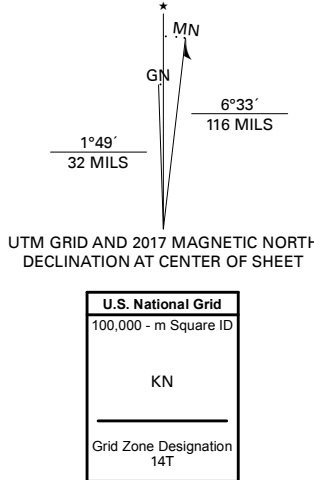 ★
MN
GN
6°33´
116 MILS
1°49´
32 MILS
UTM GRID AND 2017 MAGNETIC NORTH
DECLINATION AT CENTER OF SHEET
U.S. National Grid
100,000 - m Square ID
KN
Grid Zone Designation
14T